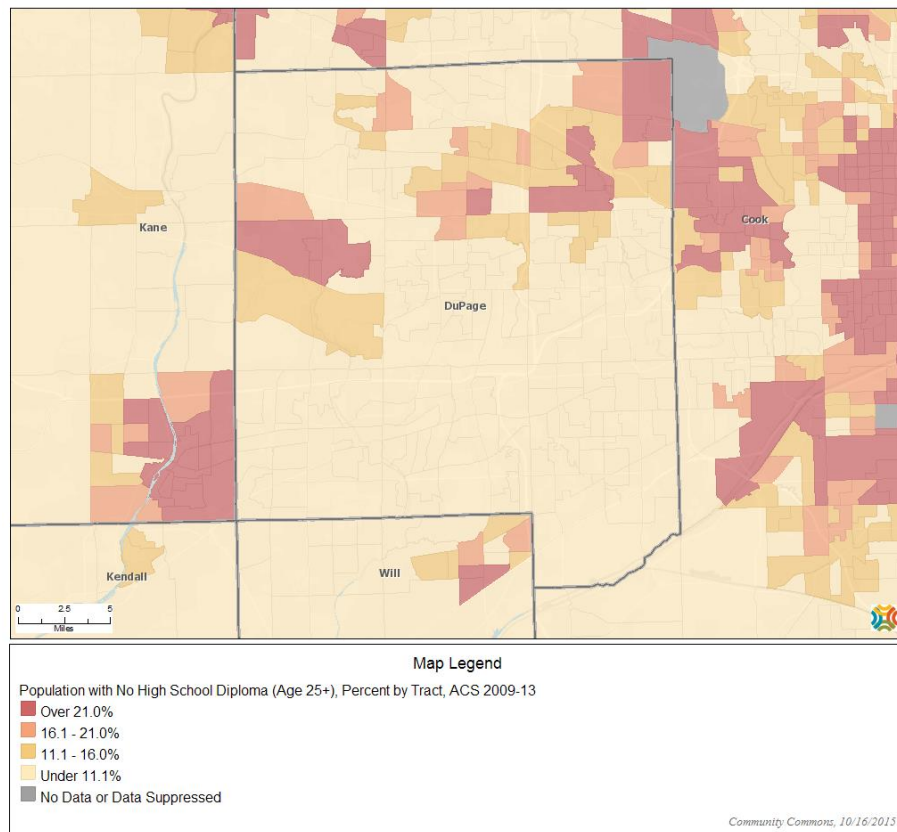 Kane
Cook
DuPage
Kendall
Will
0 2.5 5
Miles
Map Legend
Population with No High School Diploma (Age 25+), Percent by Tract, ACS 2009-13
Over 21.0%
16.1 - 21.0%
11.1 - 16.0%
Under 11.1%
No Data or Data Suppressed
Community Commons, 10/16/2015